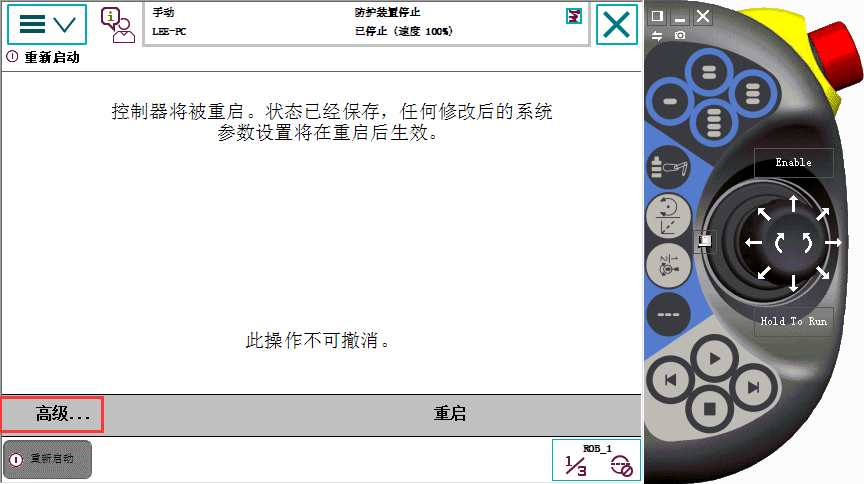 手动
防护装置停止
LEE-PC
已停止 (速度 100%)
重新启动
控制器将被重启。状态已经保存，任何修改后的系统
参数设置将在重启后生效。
此操作不可撤消。
高级...
重启
重新启动
ROB_1
1/3
Enable
Hold To Run
1
2